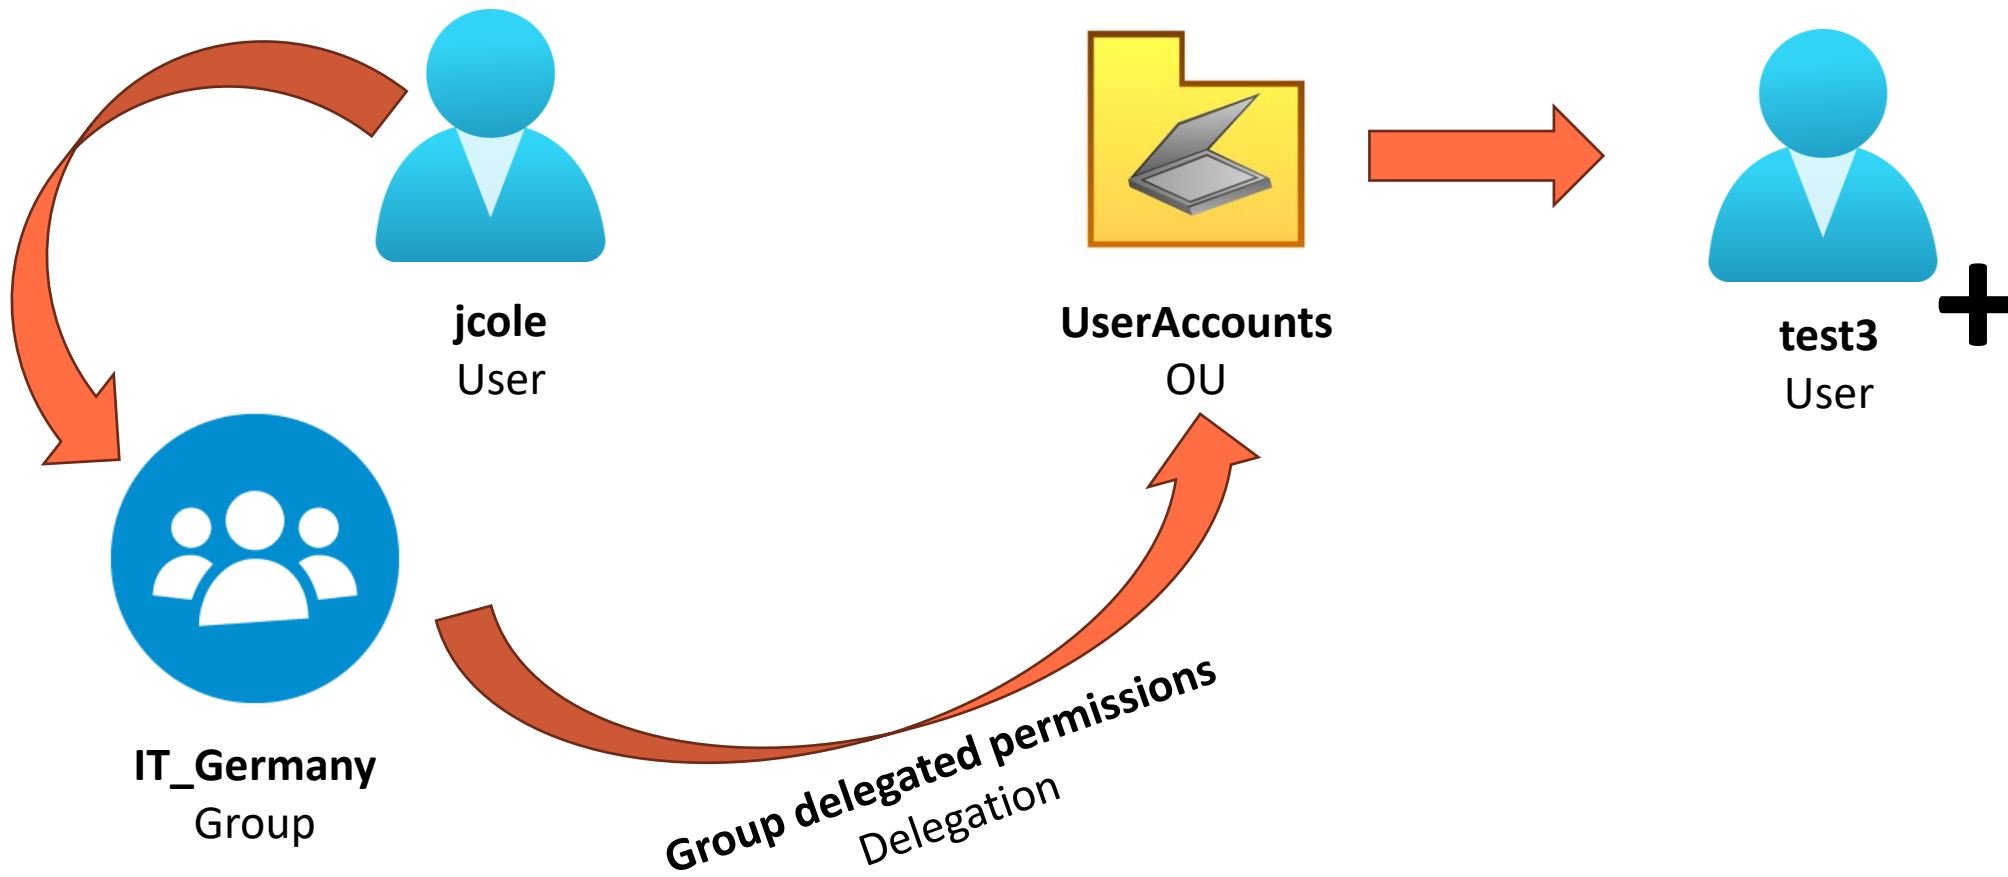 jcole
User
UserAccounts
OU
test3
User
+
IT_Germany
Group
Group delegated permissions
Delegation